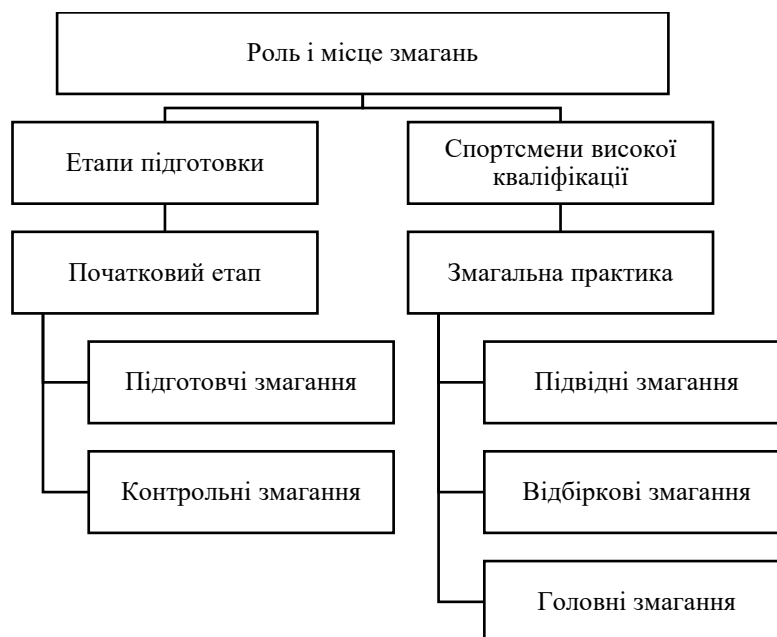 Роль і місце змагань
Етапи підготовки
Спортсмени високої
кваліфікації
Початковий етап
Змагальна практика
Підготовчі змагання
Підвідні змагання
Контрольні змагання
Відбіркові змагання
Головні змагання